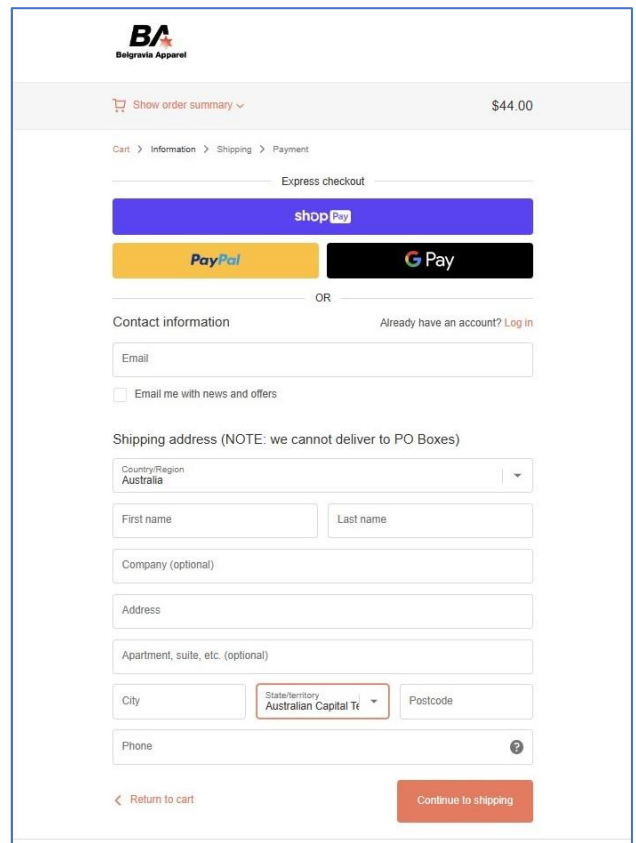 BA
Belgravia Apparel
Show order summary $44.00
Cart > Information > Shipping > Payment
Express checkout
shop Pay
PayPal G Pay
OR
Contact information Already have an account? Log in
Email
Email me with news and offers
Shipping address (NOTE: we cannot deliver to PO Boxes)
Country/Region
Australia
First name Last name
Company (optional)
Address
Apartment, suite, etc. (optional)
City State/territory Postcode
Australian Capital Te
Phone ?
Return to cart Continue to shipping